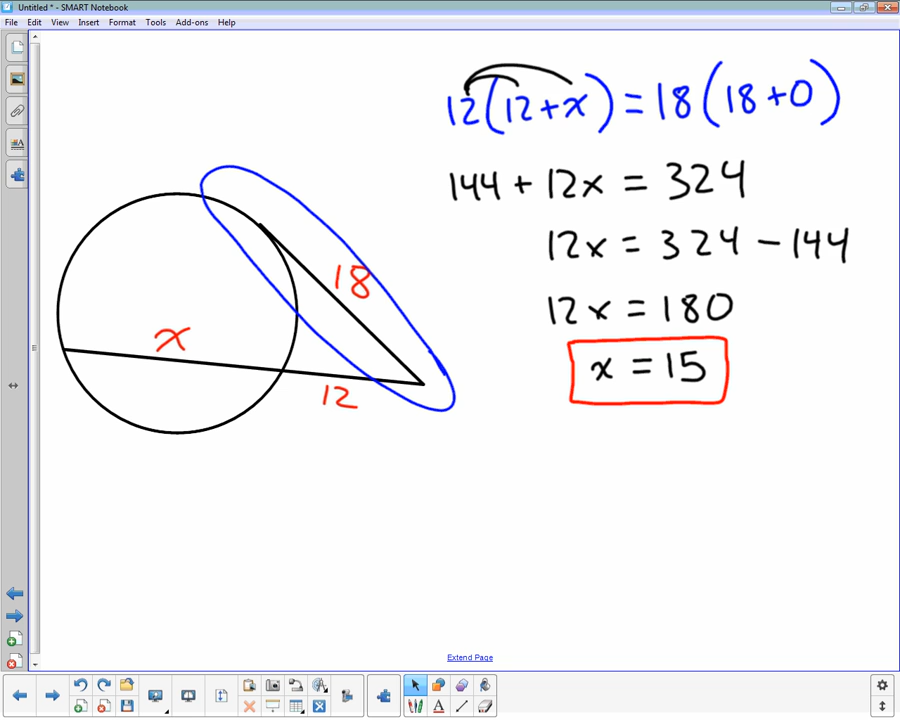 Untitled * - SMART Notebook
File Edit View Insert Format Tools Add-ons Help
12(12+x) = 18(18+0)
144 + 12x = 324
12x = 324 - 144
12x = 180
x = 15
18
x
12
Extend Page